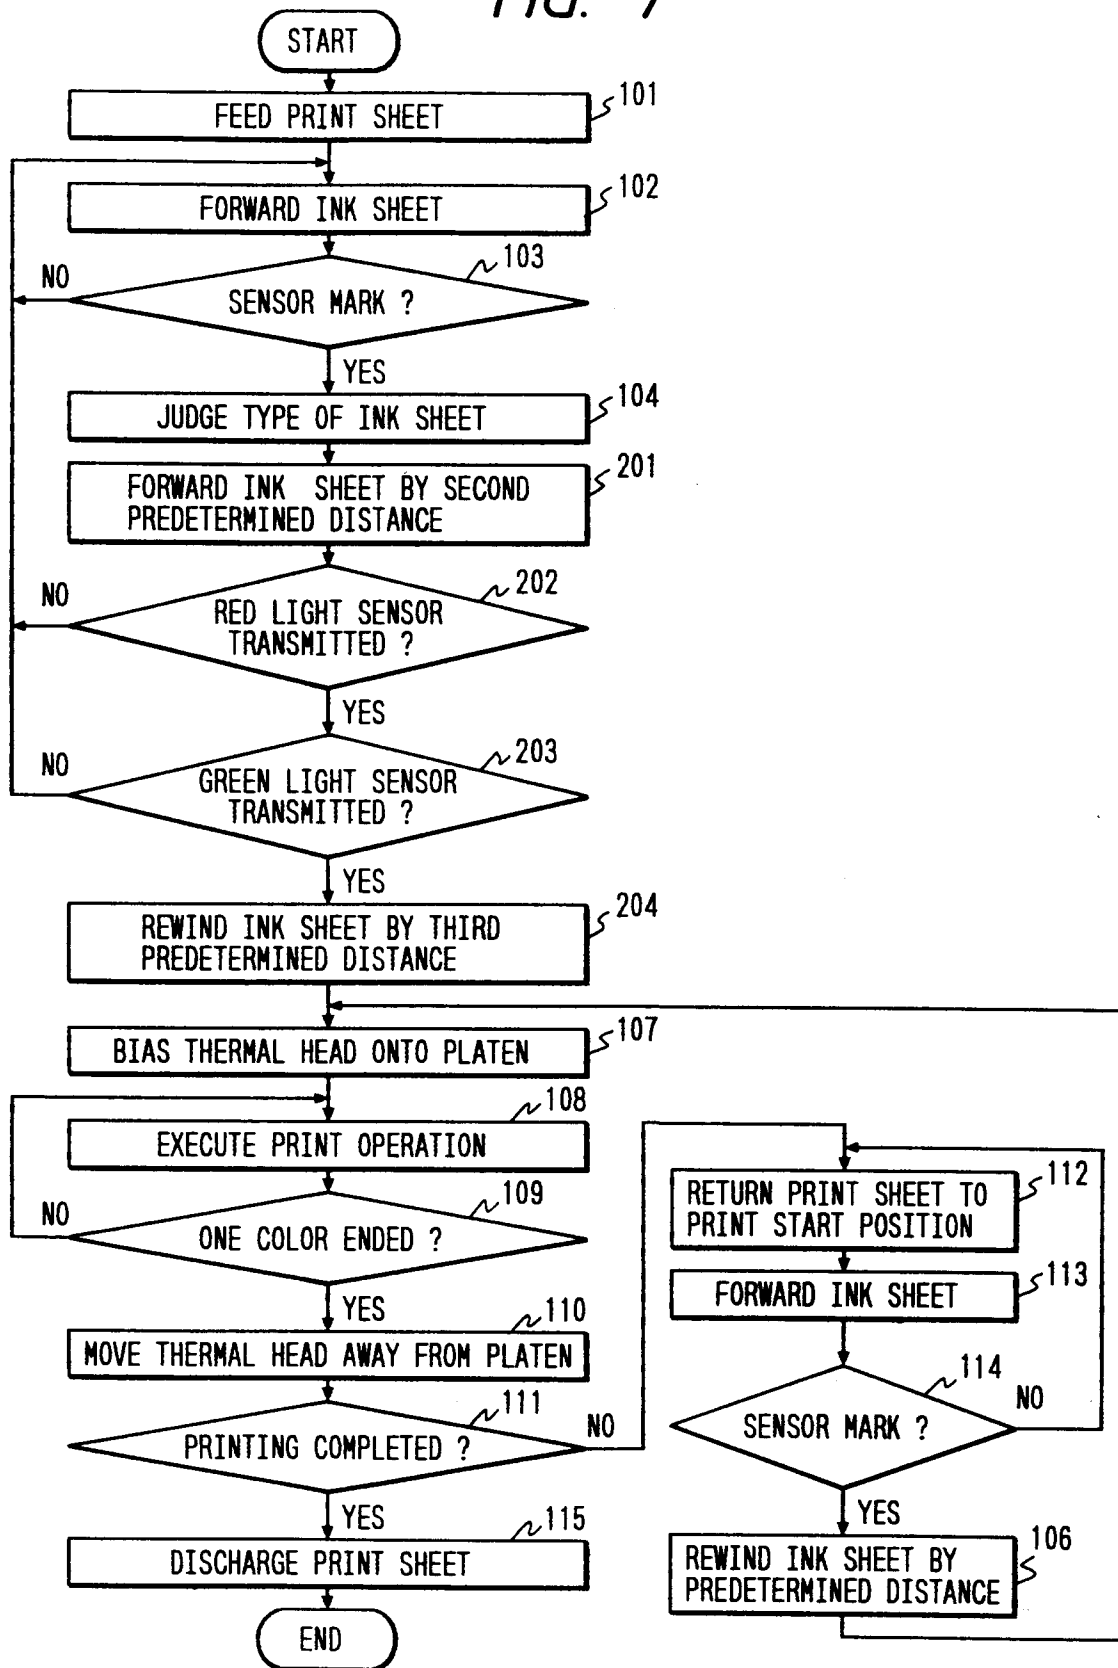 START
FEED PRINT SHEET
101
FORWARD INK SHEET
102
SENSOR MARK ?
103
NO
YES
JUDGE TYPE OF INK SHEET
104
FORWARD INK SHEET BY SECOND
PREDETERMINED DISTANCE
201
RED LIGHT SENSOR
TRANSMITTED ?
202
NO
YES
GREEN LIGHT SENSOR
TRANSMITTED ?
203
NO
YES
REWIND INK SHEET BY THIRD
PREDETERMINED DISTANCE
204
BIAS THERMAL HEAD ONTO PLATEN
107
EXECUTE PRINT OPERATION
108
ONE COLOR ENDED ?
109
NO
YES
MOVE THERMAL HEAD AWAY FROM PLATEN
110
PRINTING COMPLETED ?
111
NO
YES
DISCHARGE PRINT SHEET
115
END
RETURN PRINT SHEET TO
PRINT START POSITION
112
FORWARD INK SHEET
113
SENSOR MARK ?
114
NO
YES
REWIND INK SHEET BY
PREDETERMINED DISTANCE
106